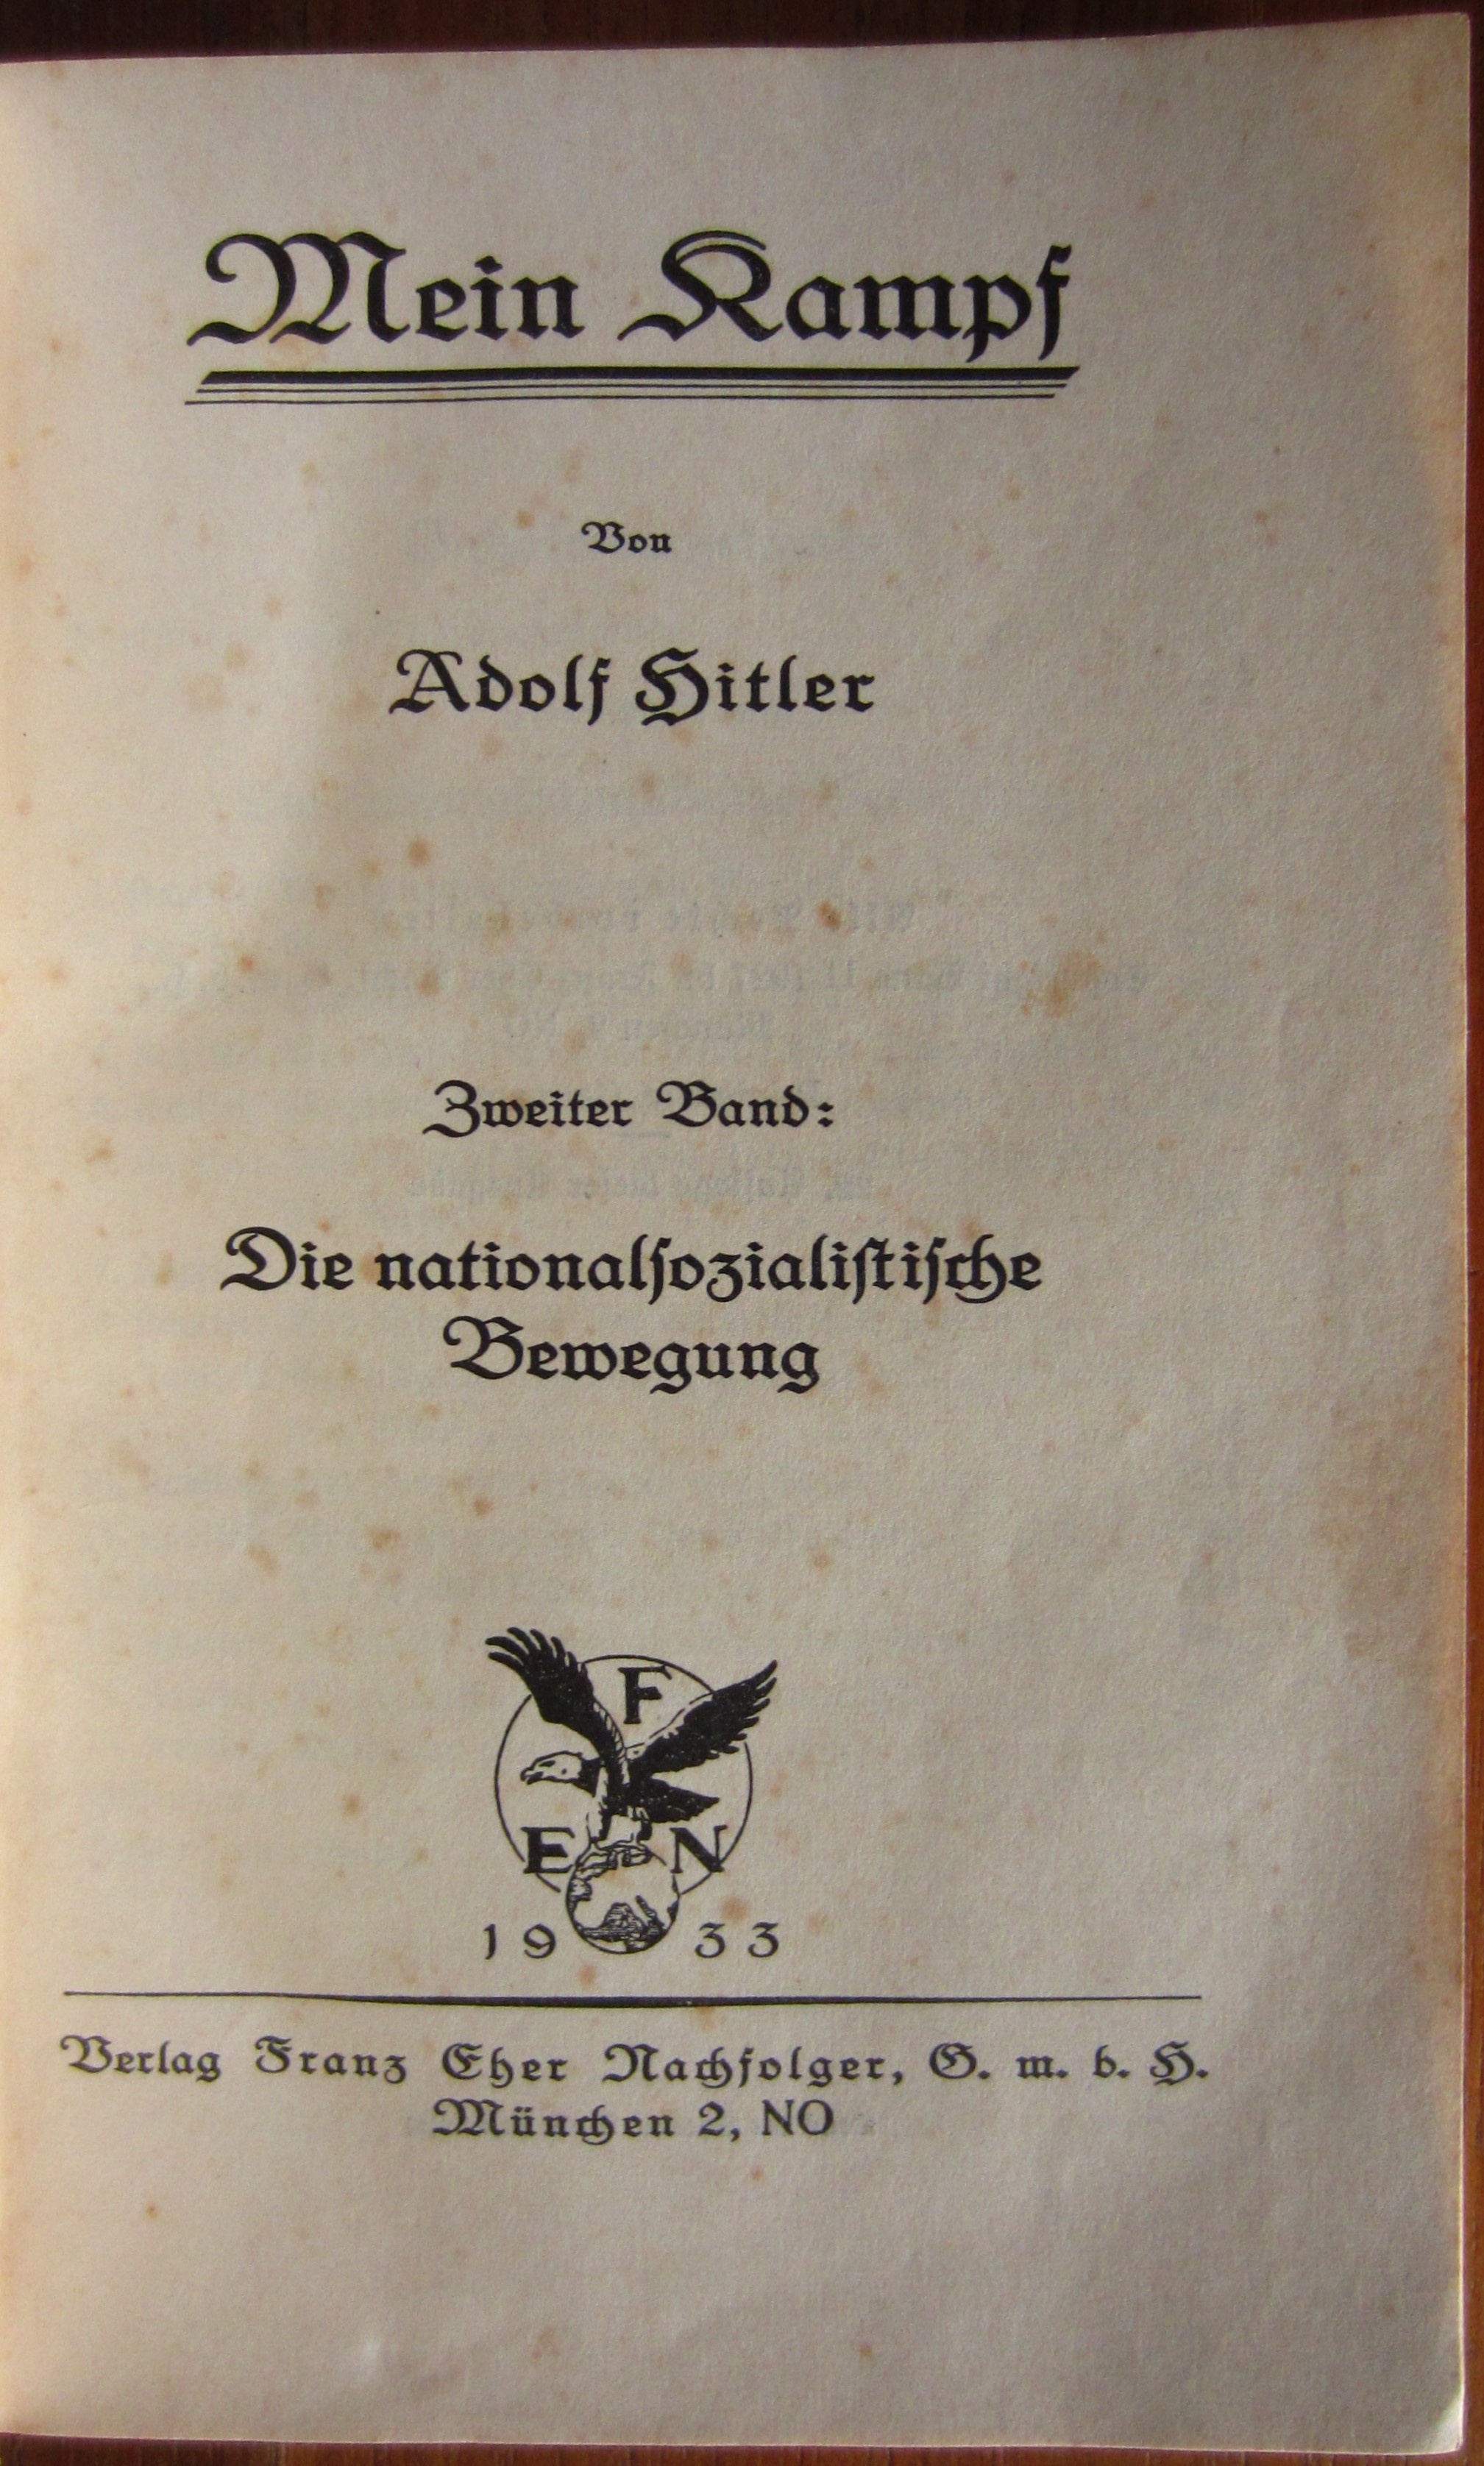 Mein Kampf
Von
Adolf Hitler
Zweiter Band:
Die nationalſozialiſtiſche
Bewegung
F
E N
1933
Verlag Franz Eher Nachfolger, G. m. b. H.
München 2, NO